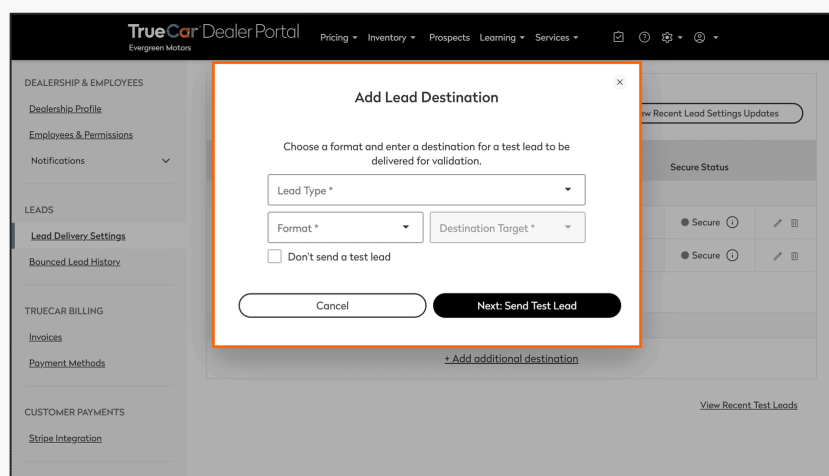 TrueCar Dealer Portal
Evergreen Motors
Pricing Inventory Prospects Learning Services
DEALERSHIP & EMPLOYEES
Dealership Profile
Employees & Permissions
Notifications
LEADS
Lead Delivery Settings
Bounced Lead History
TRUECAR BILLING
Invoices
Payment Methods
CUSTOMER PAYMENTS
Stripe Integration
Add Lead Destination
Choose a format and enter a destination for a test lead to be
delivered for validation.
Lead Type *
Format * Destination Target *
Don't send a test lead
Cancel Next: Send Test Lead
Recent Lead Settings Updates
Secure Status
Secure
Secure
+ Add additional destination
View Recent Test Leads